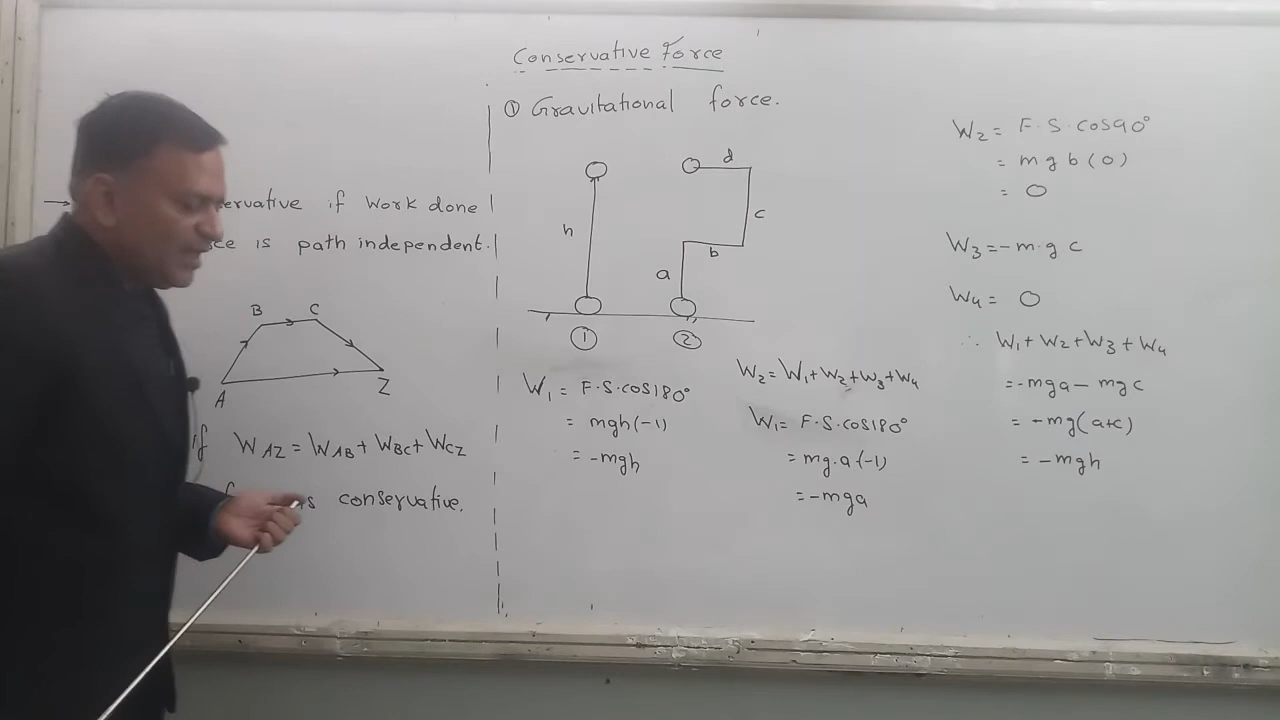 Conservative Force
① Gravitational force.
if work done
is path independent.
B C
A Z
if W_AZ = W_AB + W_BC + W_CZ
is conservative.
h
a b c d
① ②
W₁ = F.S.cos180°
= mgh(-1)
= -mgh
W₂ = W₁+W₂+W₃+W₄
W₁ = F.S.cos180°
= mg.a(-1)
= -mga
W₂ = F.S.cos90°
= mgb(0)
= 0
W₃ = -m.gc
W₄ = 0
∴ W₁+W₂+W₃+W₄
= -mga - mgc
= -mg(a+c)
= -mgh